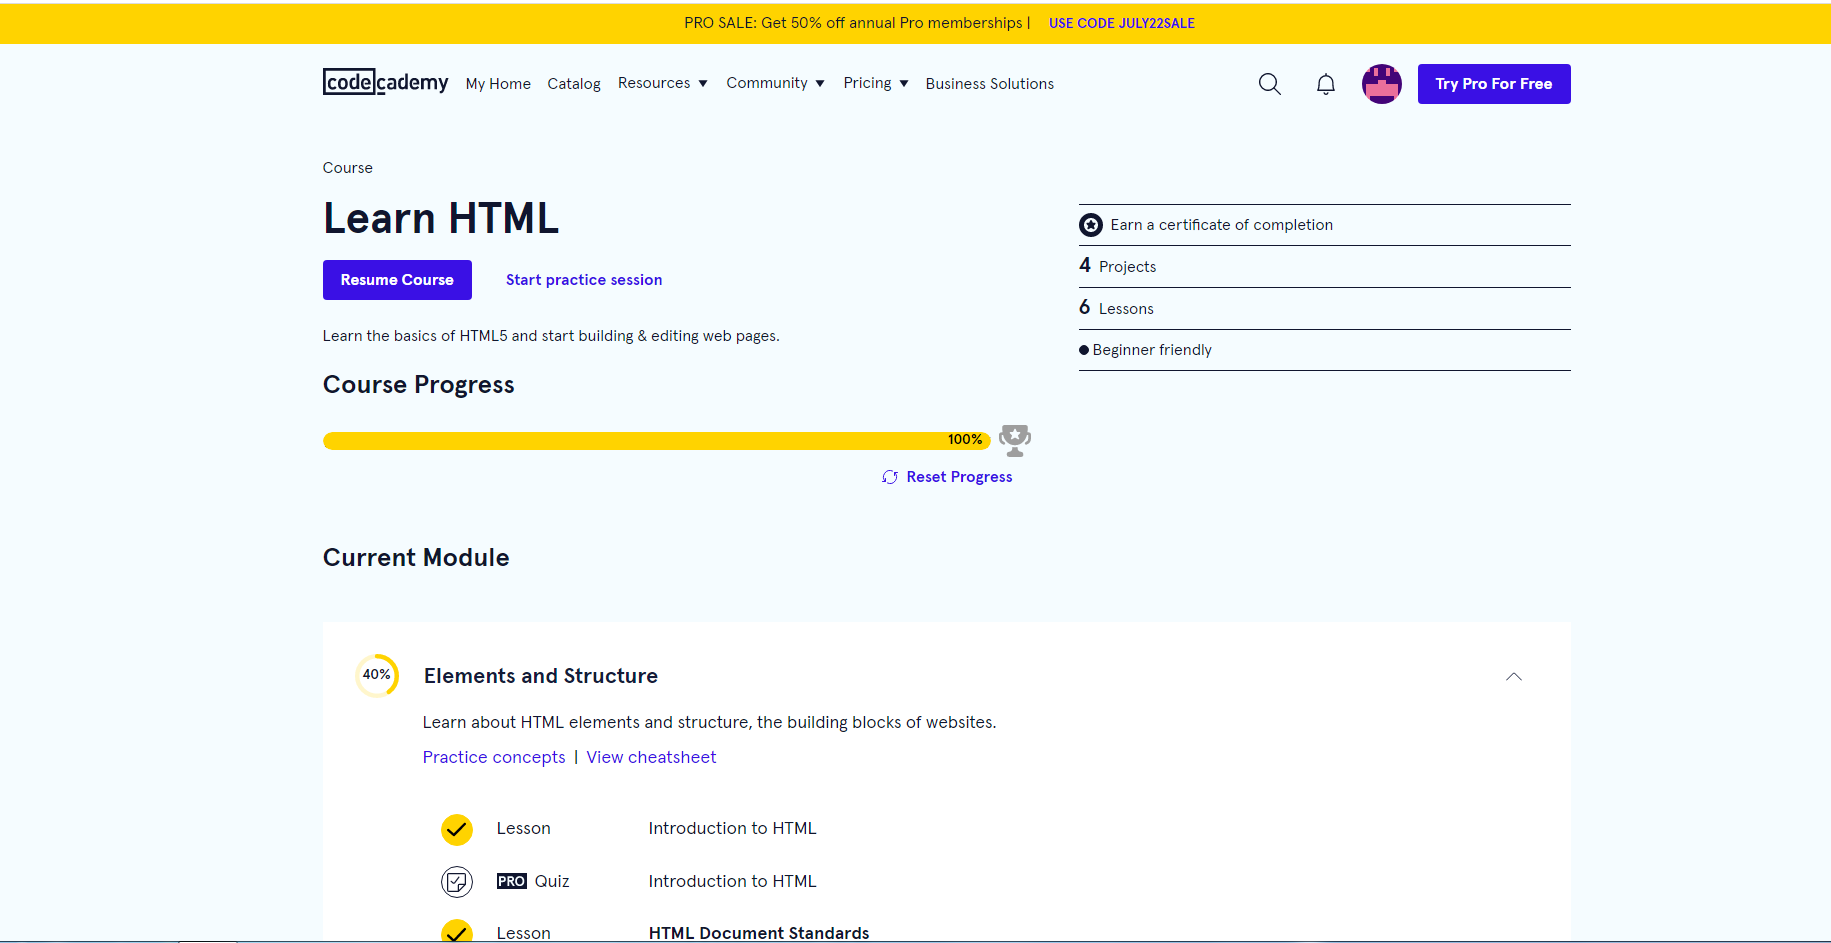 PRO SALE: Get 50% off annual Pro memberships | USE CODE JULY22SALE
codecademy My Home Catalog Resources Community Pricing Business Solutions Try Pro For Free
Course
Learn HTML
Resume Course Start practice session
Learn the basics of HTML5 and start building & editing web pages.
Earn a certificate of completion
4 Projects
6 Lessons
Beginner friendly
Course Progress
100%
Reset Progress
Current Module
40% Elements and Structure
Learn about HTML elements and structure, the building blocks of websites.
Practice concepts | View cheatsheet
Lesson Introduction to HTML
PRO Quiz Introduction to HTML
Lesson HTML Document Standards